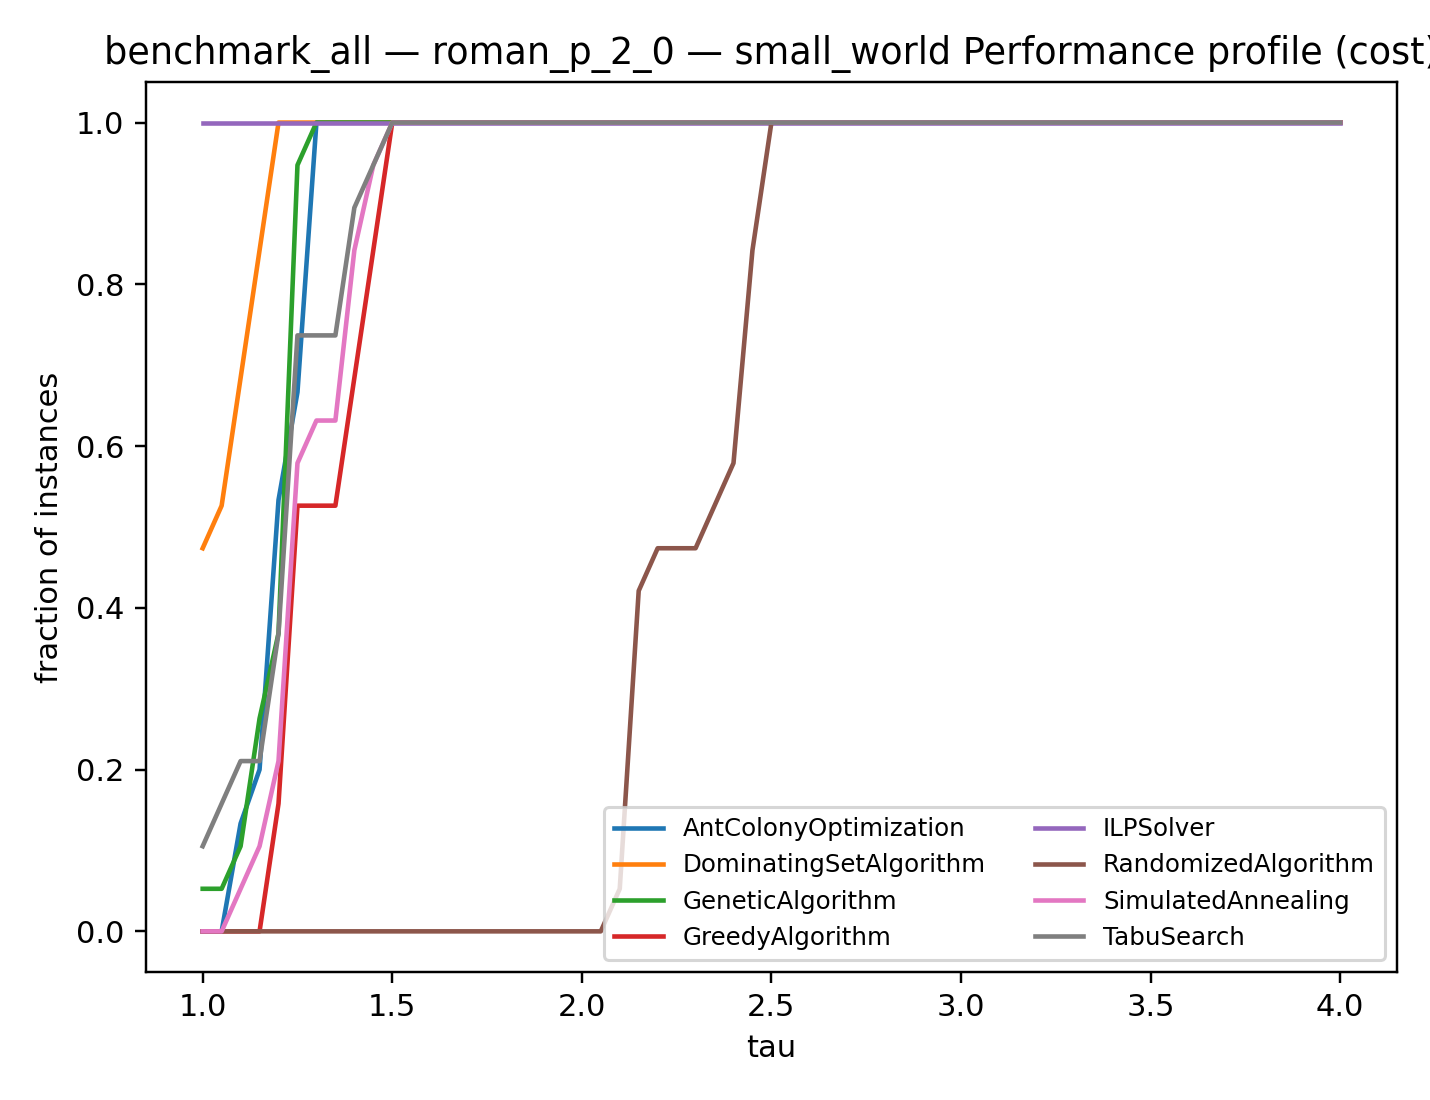 benchmark_all — roman_p_2_0 — small_world Performance profile (cost)
1.0
0.8
0.6
0.4
0.2
0.0
fraction of instances
AntColonyOptimization
DominatingSetAlgorithm
GeneticAlgorithm
GreedyAlgorithm
ILPSolver
RandomizedAlgorithm
SimulatedAnnealing
TabuSearch
1.0 1.5 2.0 2.5 3.0 3.5 4.0
tau